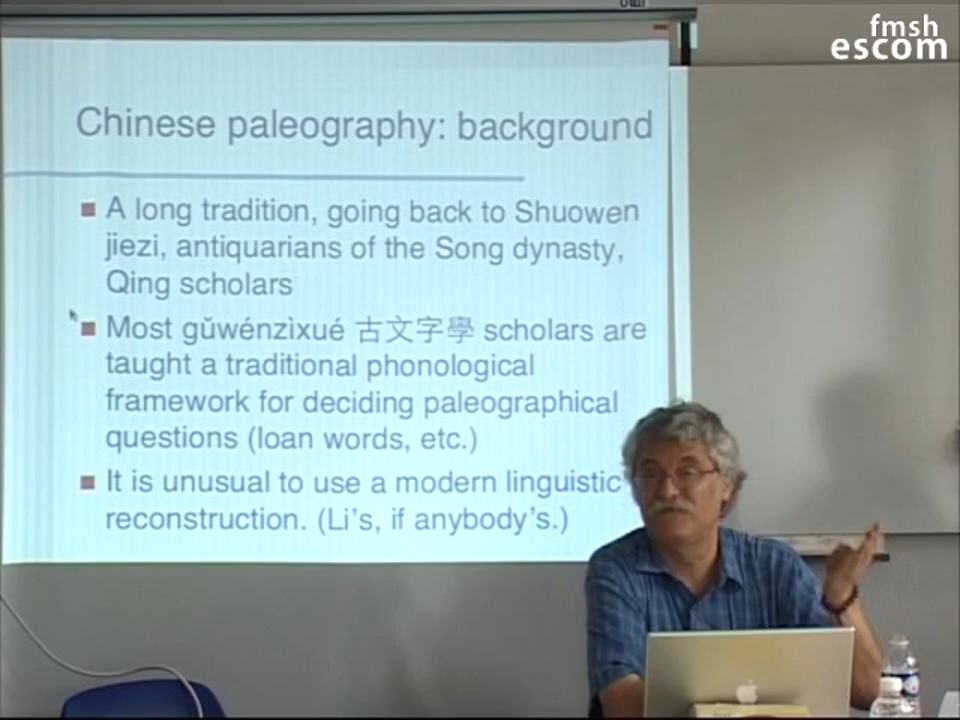 fmsh
escom
Chinese paleography: background
A long tradition, going back to Shuowen
jiezi, antiquarians of the Song dynasty,
Qing scholars
Most gǔwénzìxué 古文字學 scholars are
taught a traditional phonological
framework for deciding paleographical
questions (loan words, etc.)
It is unusual to use a modern linguistic
reconstruction. (Li's, if anybody's.)